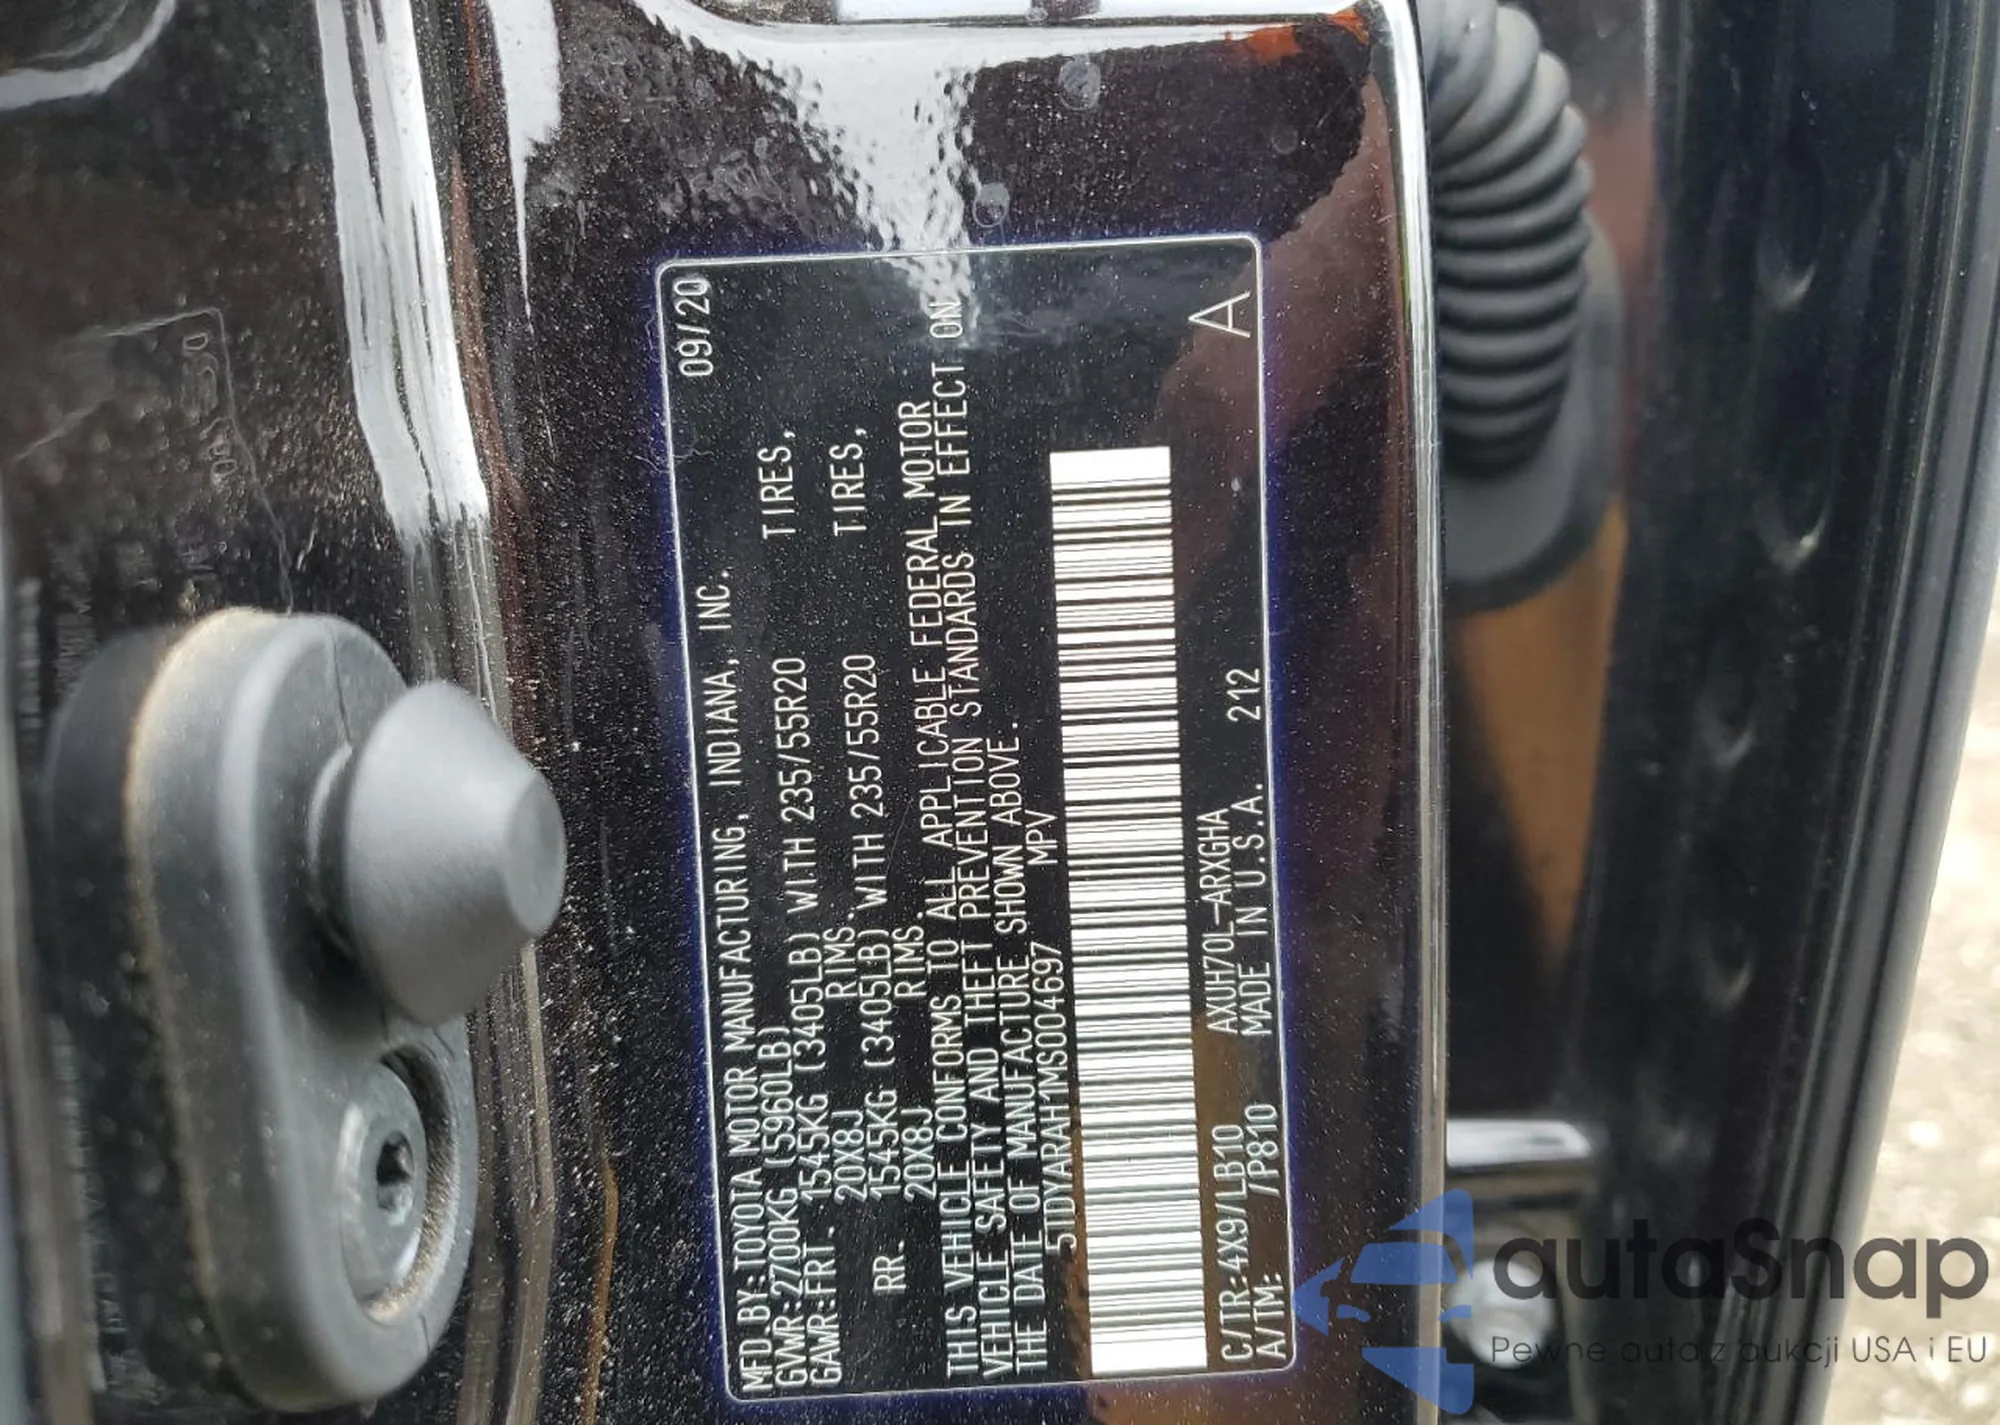 MFD.BY:TOYOTA MOTOR MANUFACTURING, INDIANA, INC. 09/20
GVWR:2700KG (5960LB)
GAWR:FRT. 1545KG (3405LB) WITH 235/55R20 TIRES,
20X8J RIMS.
RR. 1545KG (3405LB) WITH 235/55R20 TIRES,
20X8J RIMS.
THIS VEHICLE CONFORMS TO ALL APPLICABLE FEDERAL MOTOR
VEHICLE SAFETY AND THEFT PREVENTION STANDARDS IN EFFECT ON
THE DATE OF MANUFACTURE SHOWN ABOVE.
5TDYARAH1MS004697 MPV
C/TR:4X9/LB10 AXUH70L-ARXGHA
A/TM: /P810 MADE IN U.S.A. 212
A
autaSnap
Pewne auta z aukcji USA i EU